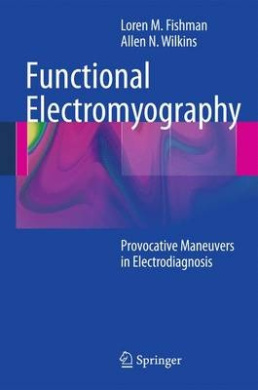 Loren M. Fishman
Allen N. Wilkins
Functional
Electromyography
Provocative Maneuvers
in Electrodiagnosis
Springer